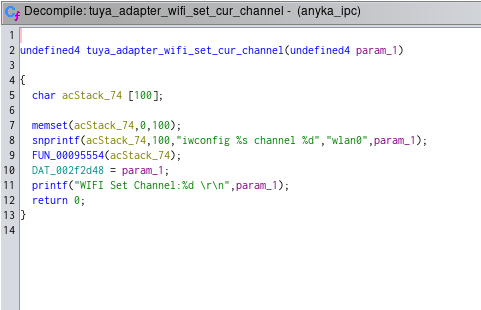 Decompile: tuya_adapter_wifi_set_cur_channel - (anyka_ipc)
1
2 undefined4 tuya_adapter_wifi_set_cur_channel(undefined4 param_1)
3
4 {
5 char acStack_74 [100];
6
7 memset(acStack_74,0,100);
8 snprintf(acStack_74,100,"iwconfig %s channel %d","wlan0",param_1);
9 FUN_00095554(acStack_74);
10 DAT_002f2d48 = param_1;
11 printf("WIFI Set Channel:%d \r\n",param_1);
12 return 0;
13 }
14